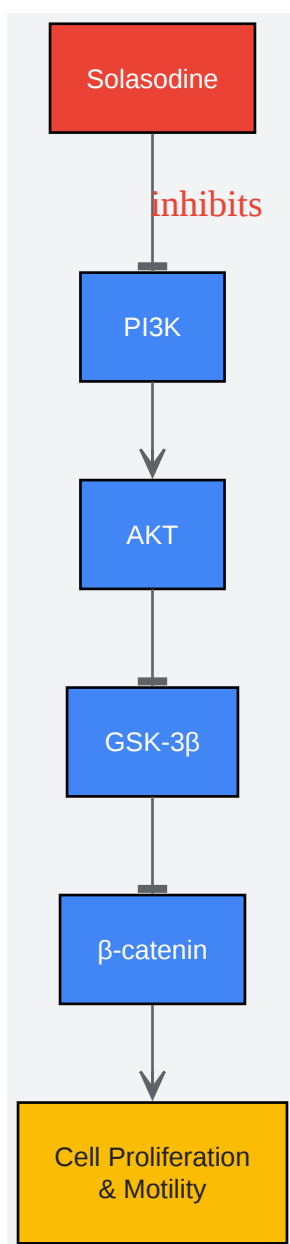 Solasodine
inhibits
PI3K
AKT
GSK-3β
β-catenin
Cell Proliferation
& Motility